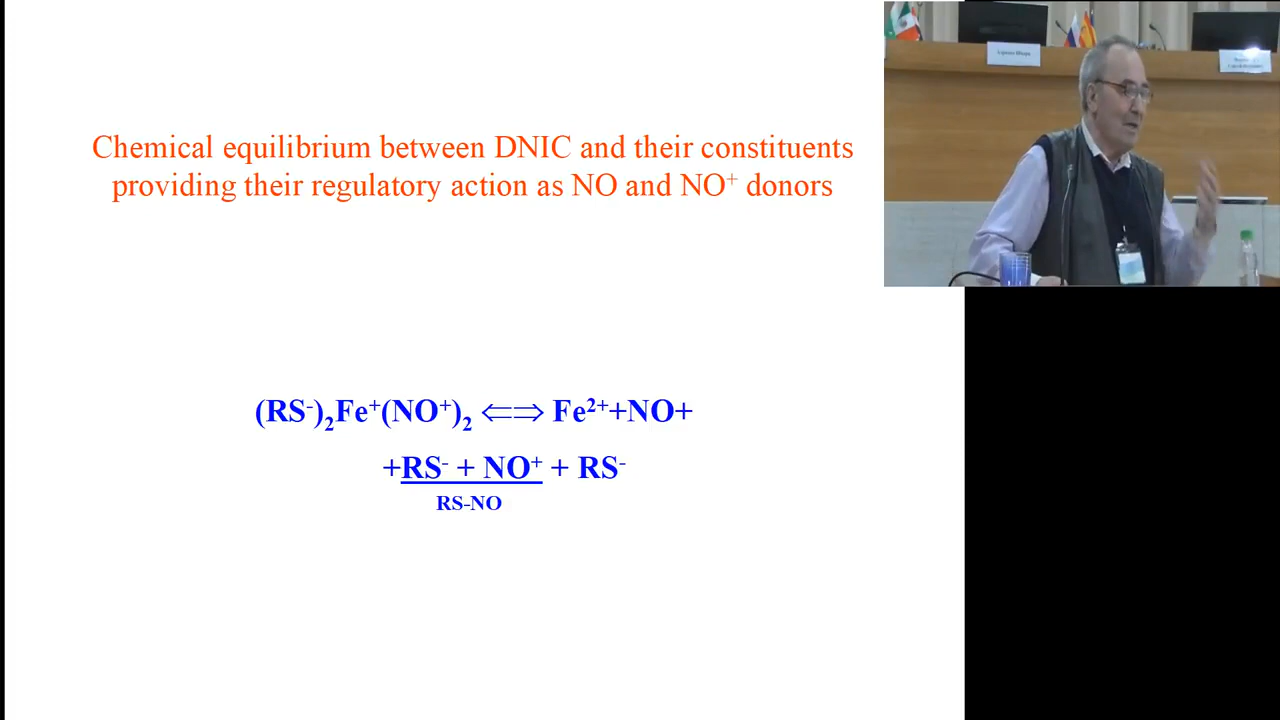 Chemical equilibrium between DNIC and their constituents
providing their regulatory action as NO and NO⁺ donors
(RS⁻)₂Fe⁺(NO⁺)₂ ⟺ Fe²⁺+NO+
+RS⁻ + NO⁺ + RS⁻
RS-NO